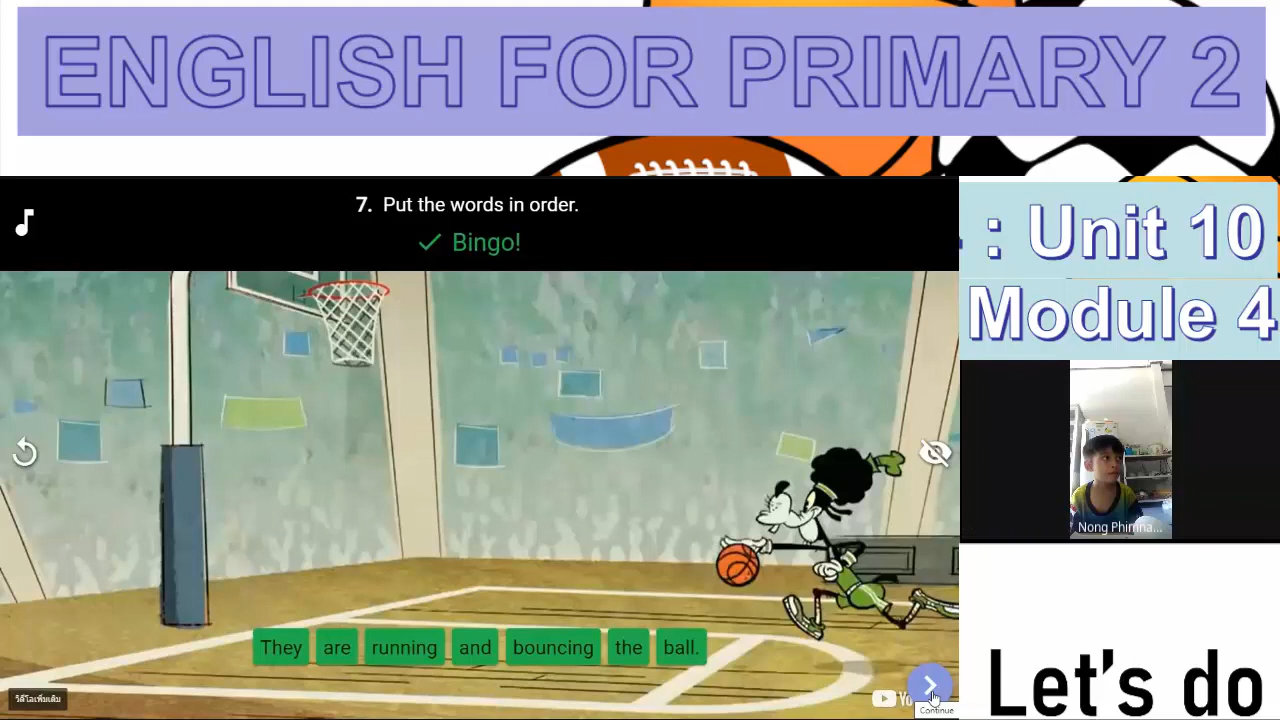 ENGLISH FOR PRIMARY 2
7. Put the words in order.
Bingo!
: Unit 10
Module 4
Nong Phimna...
They are running and bouncing the ball.
วิดีโอเพิ่มเติม
Continue
Let's do